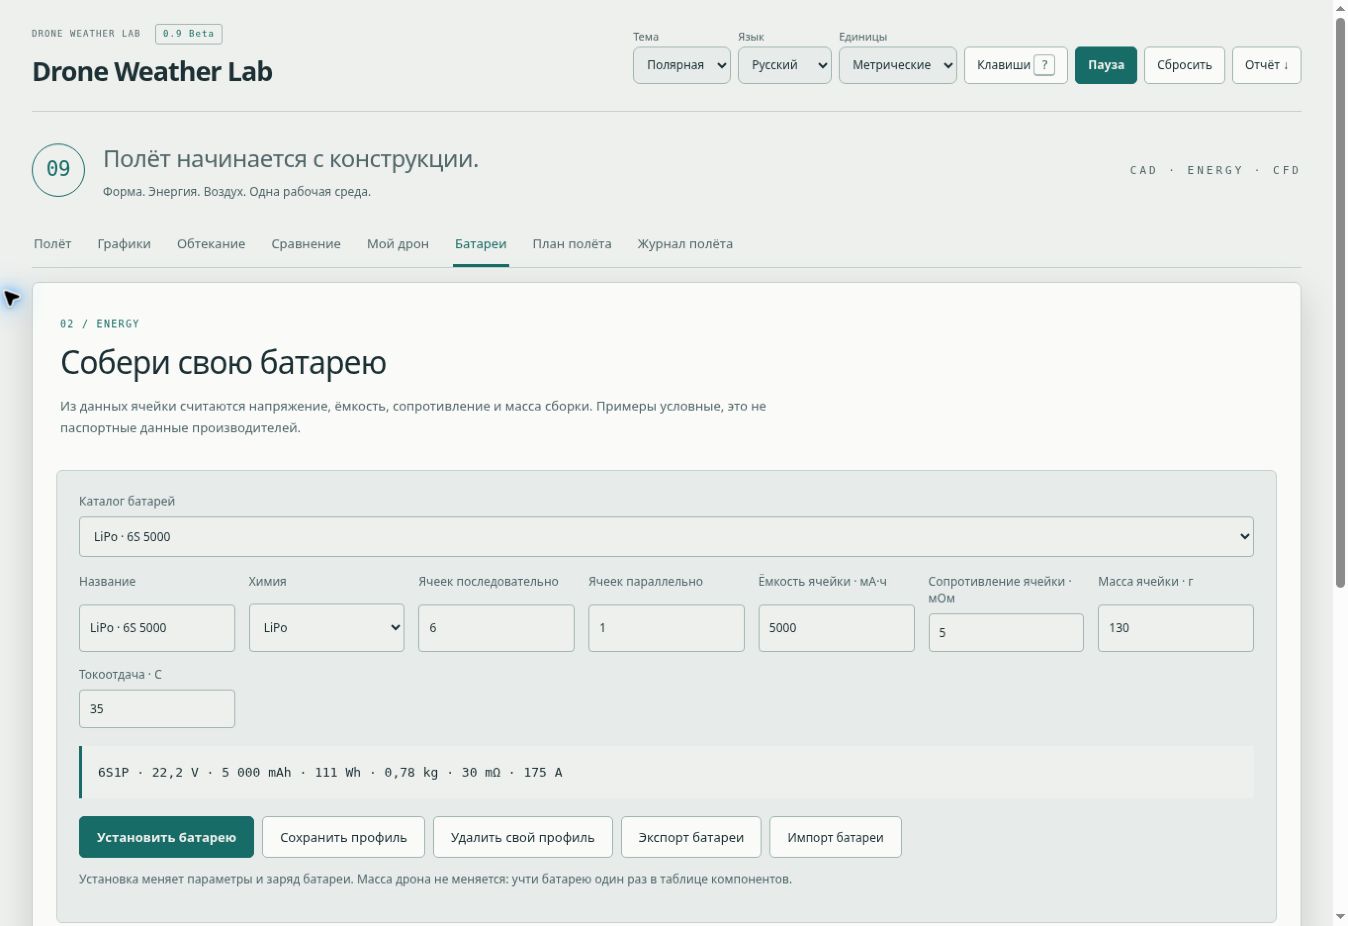 DRONE WEATHER LAB 0.9 Beta
Drone Weather Lab
Тема Язык Единицы
Полярная Русский Метрические Клавиши ? Пауза Сбросить Отчёт ↓
09
Полёт начинается с конструкции.
Форма. Энергия. Воздух. Одна рабочая среда.
CAD · ENERGY · CFD
Полёт Графики Обтекание Сравнение Мой дрон Батареи План полёта Журнал полёта
02 / ENERGY
Собери свою батарею
Из данных ячейки считаются напряжение, ёмкость, сопротивление и масса сборки. Примеры условные, это не
паспортные данные производителей.
Каталог батарей
LiPo · 6S 5000
Название Химия Ячеек последовательно Ячеек параллельно Ёмкость ячейки · мА·ч Сопротивление ячейки · Масса ячейки · г
мОм
LiPo · 6S 5000 LiPo 6 1 5000 5 130
Токоотдача · C
35
6S1P · 22,2 V · 5 000 mAh · 111 Wh · 0,78 kg · 30 mΩ · 175 A
Установить батарею Сохранить профиль Удалить свой профиль Экспорт батареи Импорт батареи
Установка меняет параметры и заряд батареи. Масса дрона не меняется: учти батарею один раз в таблице компонентов.